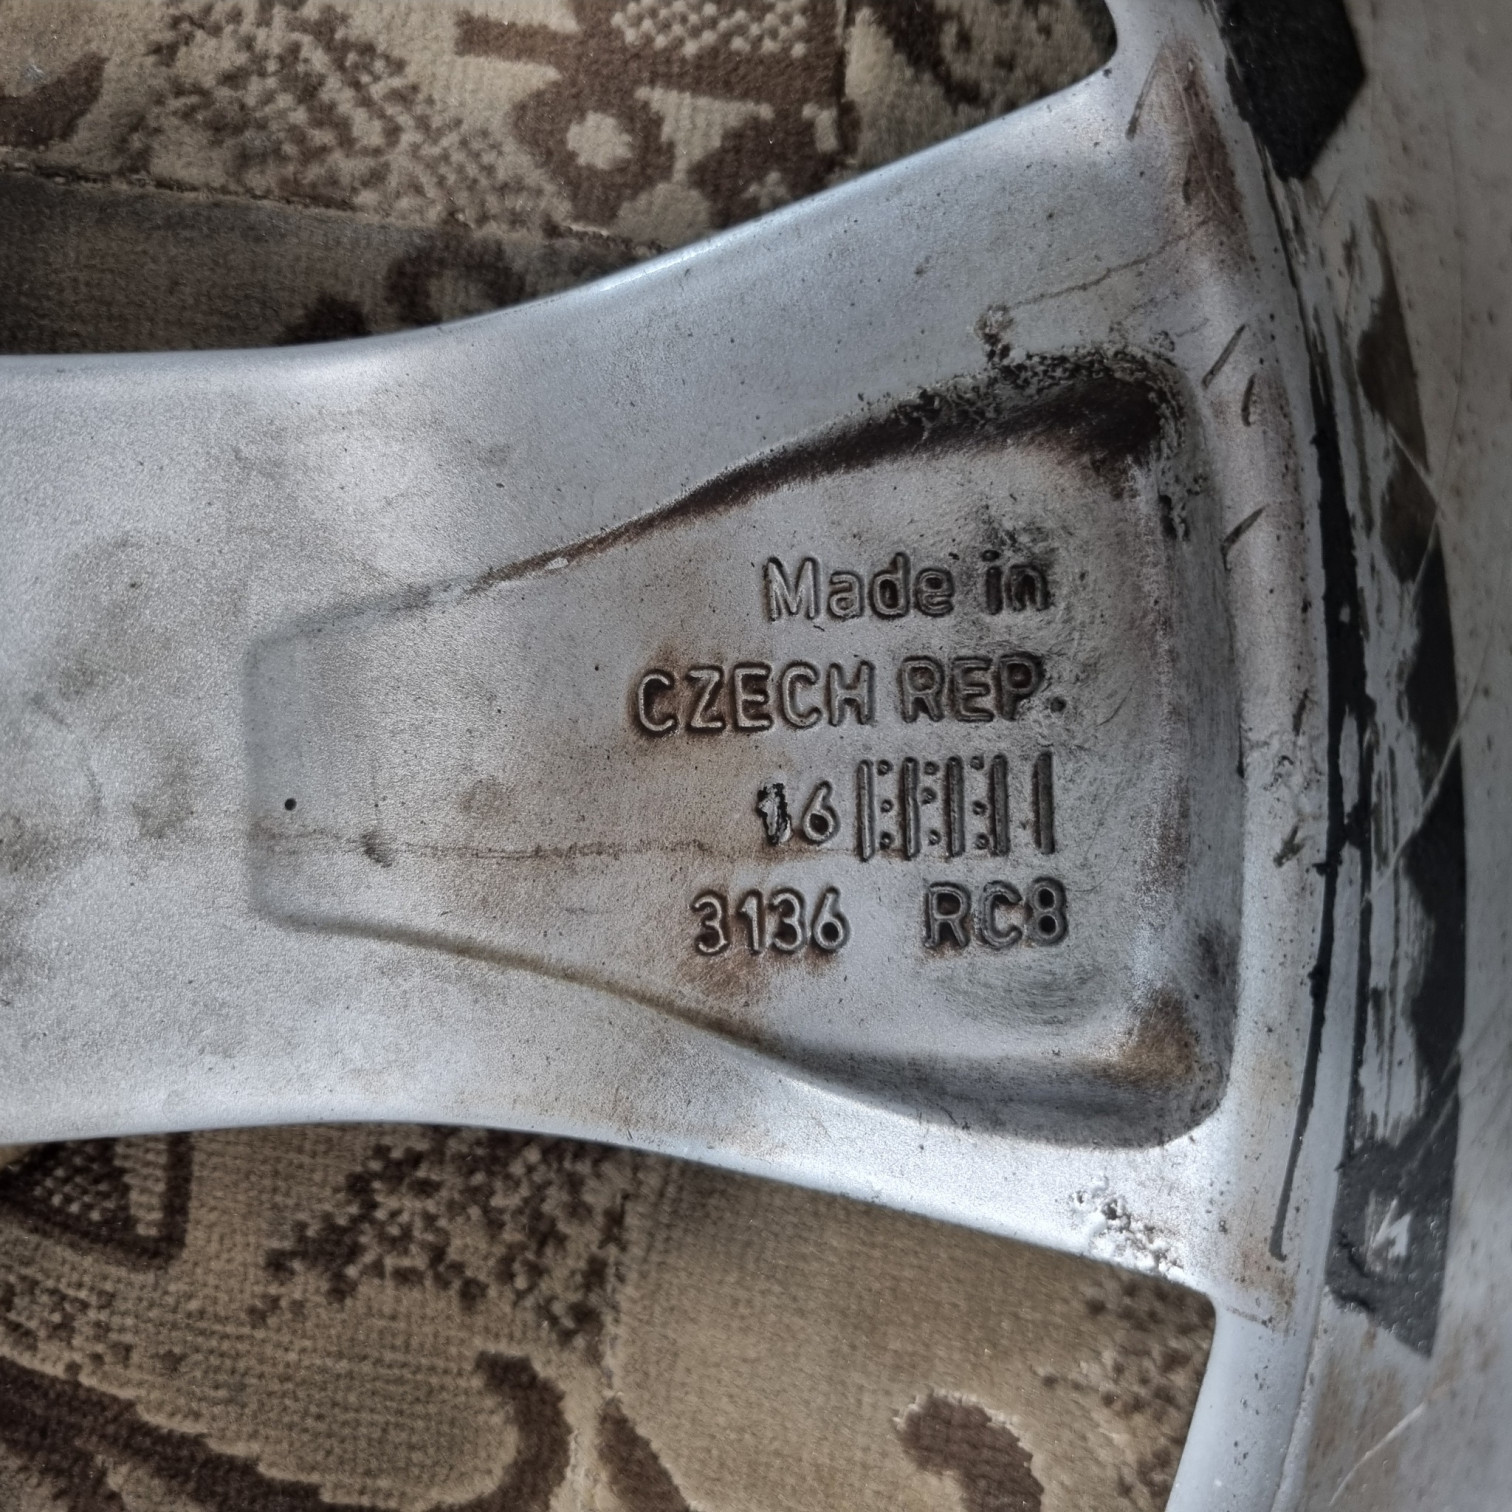 Made in
CZECH REP.
16
3136 RC8